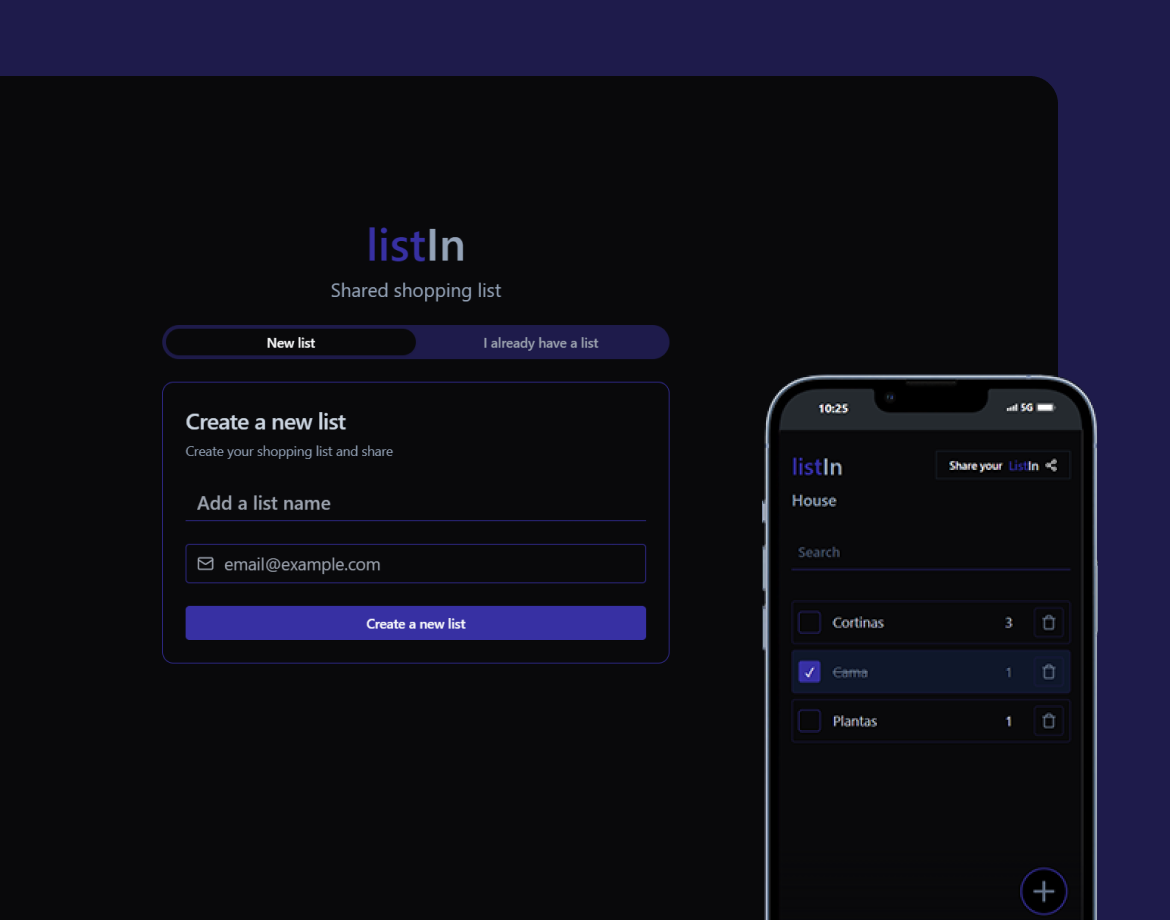 listIn
Shared shopping list
New list
I already have a list
Create a new list
Create your shopping list and share
Add a list name
email@example.com
Create a new list
10:25
5G
listIn
Share your ListIn
House
Search
Cortinas 3
Cama 1
Plantas 1